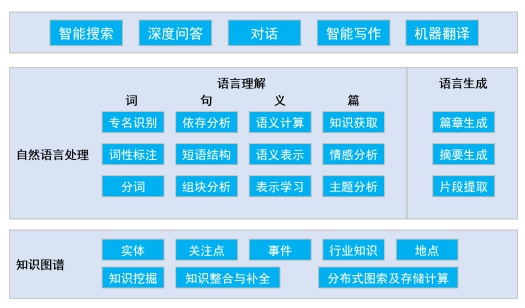 智能搜索 深度问答 对话 智能写作 机器翻译
语言理解 语言生成
词 句 义 篇
专名识别 依存分析 语义计算 知识获取 篇章生成
自然语言处理 词性标注 短语结构 语义表示 情感分析 摘要生成
分词 组块分析 表示学习 主题分析 片段提取
实体 关注点 事件 行业知识 地点
知识图谱
知识挖掘 知识整合与补全 分布式图索及存储计算